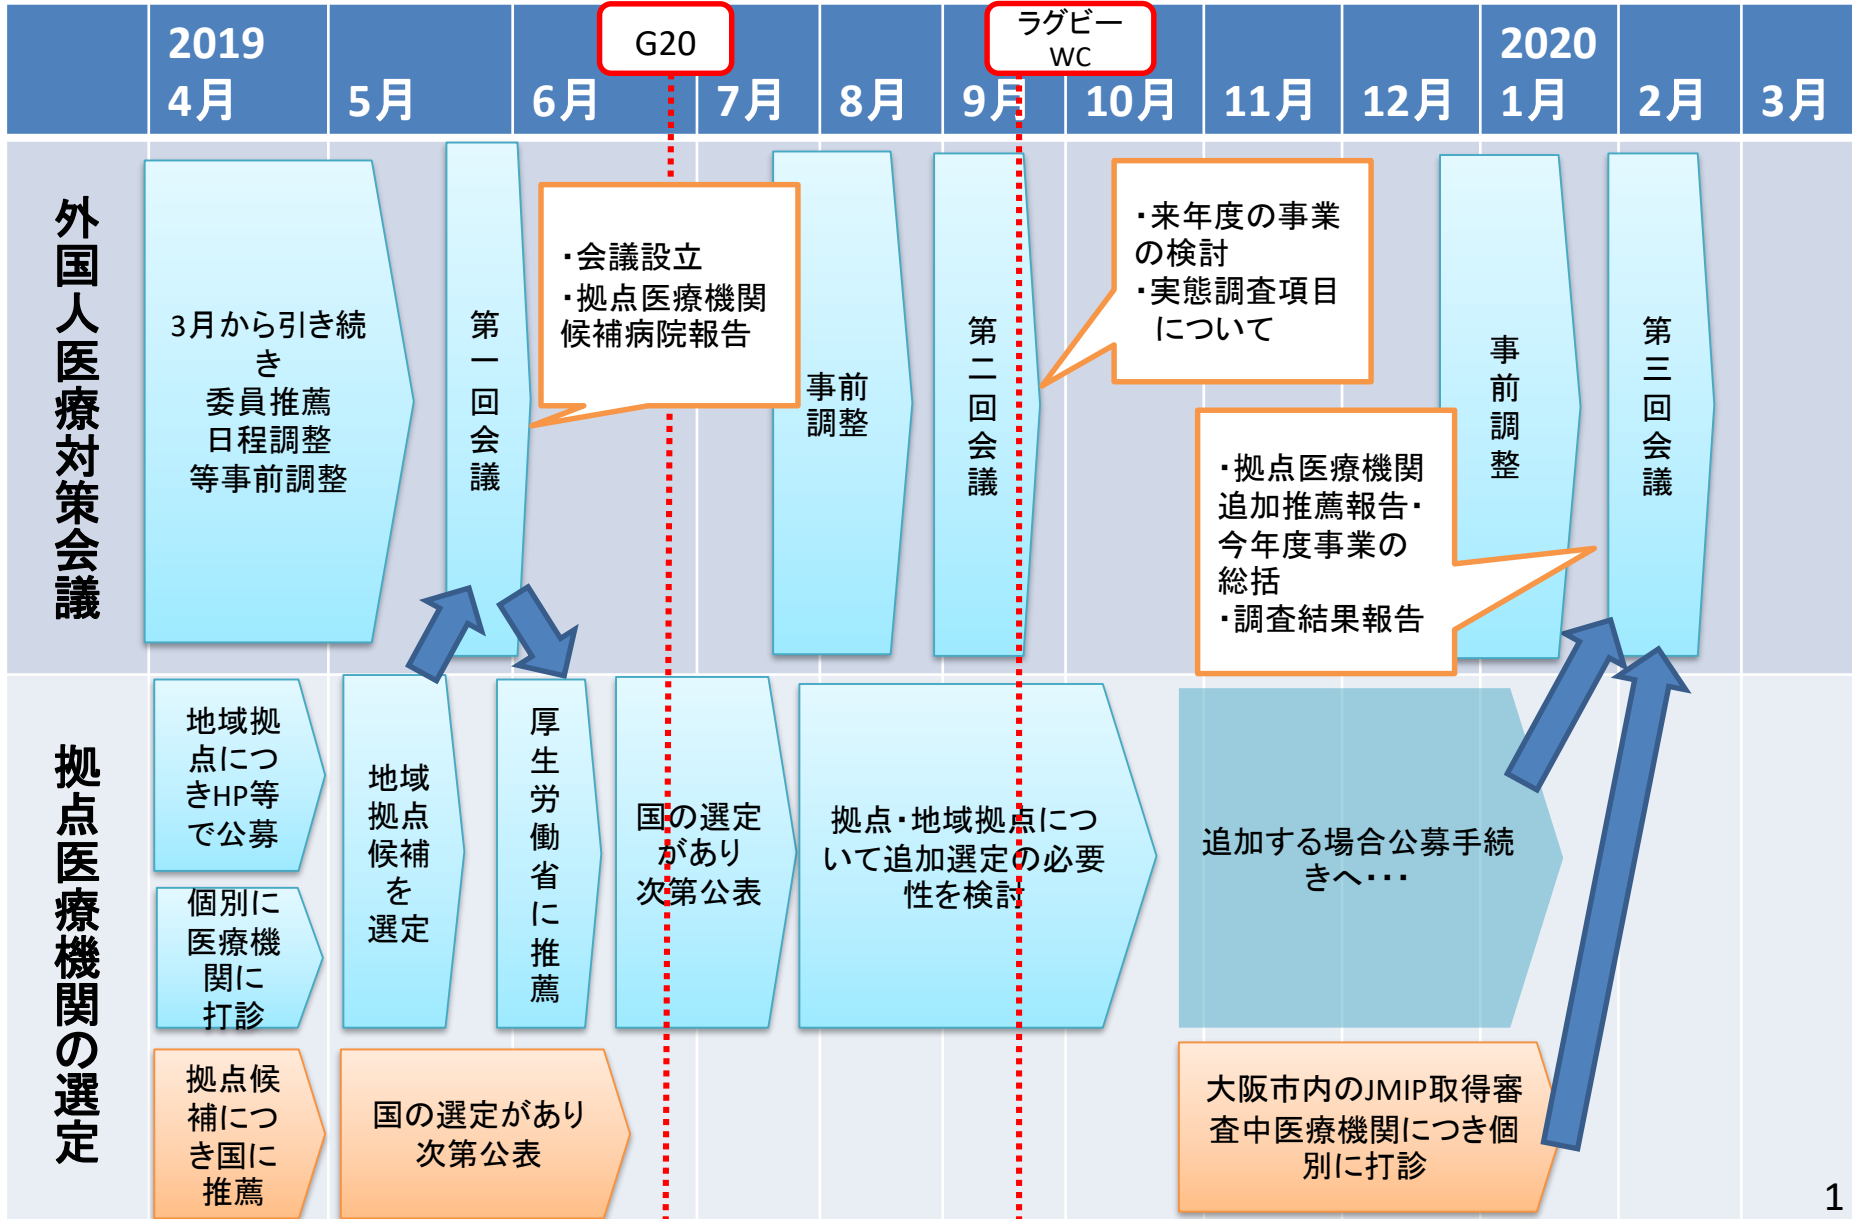 2019
4月
5月
6月
G20
7月
8月
9月
ラグビー
WC
10月
11月
12月
2020
1月
2月
3月
外国人医療対策会議
3月から引き続
き
委員推薦
日程調整
等事前調整
第一回会議
・会議設立
・拠点医療機関
候補病院報告
事前
調整
第二回会議
・来年度の事業
の検討
・実態調査項目
について
・拠点医療機関
追加推薦報告・
今年度事業の
総括
・調査結果報告
事前調整
第三回会議
拠点医療機関の選定
地域拠
点につ
きHP等
で公募
個別に
医療機
関に
打診
拠点候
補につ
き国に
推薦
地域
拠点
候補
を
選定
厚生労働省に推薦
国の選定
があり
次第公表
国の選定があり
次第公表
拠点・地域拠点につ
いて追加選定の必要
性を検討
追加する場合公募手続
きへ・・・
大阪市内のJMIP取得審
査中医療機関につき個
別に打診
1